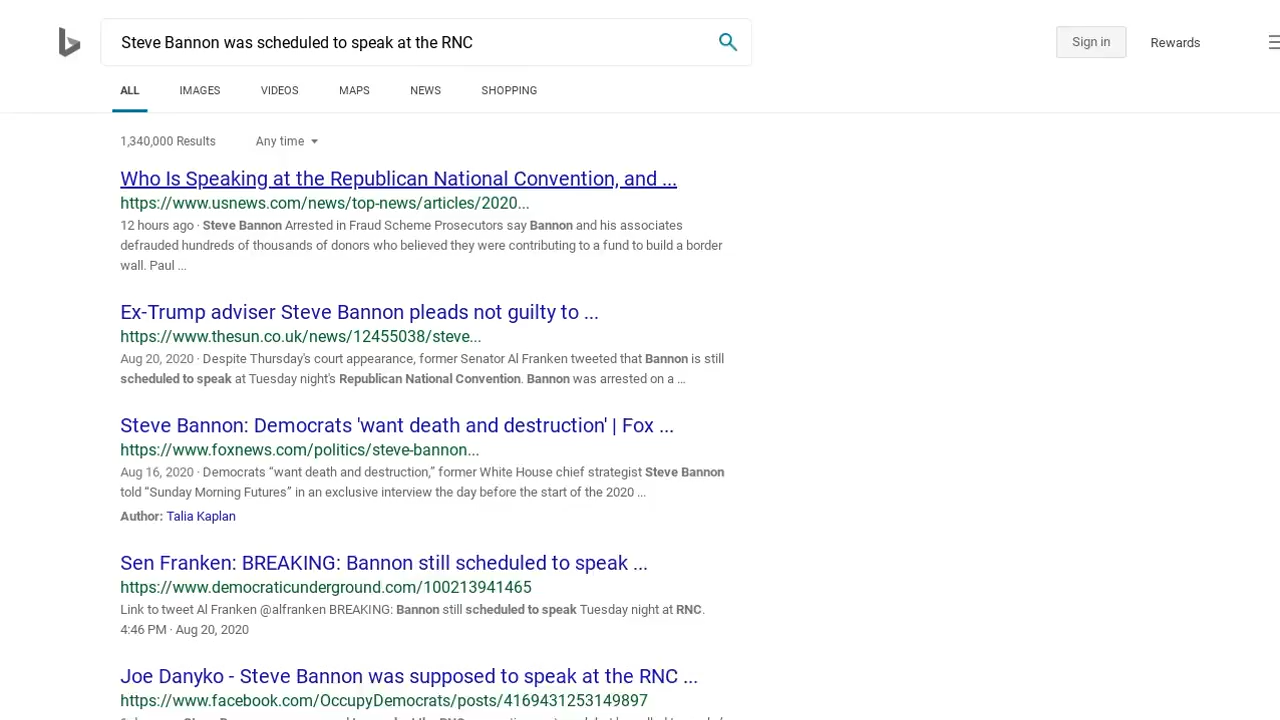 Steve Bannon was scheduled to speak at the RNC
Sign in
Rewards
ALL
IMAGES
VIDEOS
MAPS
NEWS
SHOPPING
1,340,000 Results
Any time
Who Is Speaking at the Republican National Convention, and ...
https://www.usnews.com/news/top-news/articles/2020...
12 hours ago · Steve Bannon Arrested in Fraud Scheme Prosecutors say Bannon and his associates
defrauded hundreds of thousands of donors who believed they were contributing to a fund to build a border
wall. Paul ...
Ex-Trump adviser Steve Bannon pleads not guilty to ...
https://www.thesun.co.uk/news/12455038/steve...
Aug 20, 2020 · Despite Thursday's court appearance, former Senator Al Franken tweeted that Bannon is still
scheduled to speak at Tuesday night's Republican National Convention. Bannon was arrested on a ...
Steve Bannon: Democrats 'want death and destruction' | Fox ...
https://www.foxnews.com/politics/steve-bannon...
Aug 16, 2020 · Democrats “want death and destruction,” former White House chief strategist Steve Bannon
told “Sunday Morning Futures” in an exclusive interview the day before the start of the 2020 ...
Author: Talia Kaplan
Sen Franken: BREAKING: Bannon still scheduled to speak ...
https://www.democraticunderground.com/100213941465
Link to tweet Al Franken @alfranken BREAKING: Bannon still scheduled to speak Tuesday night at RNC.
4:46 PM · Aug 20, 2020
Joe Danyko - Steve Bannon was supposed to speak at the RNC ...
https://www.facebook.com/OccupyDemocrats/posts/4169431253149897